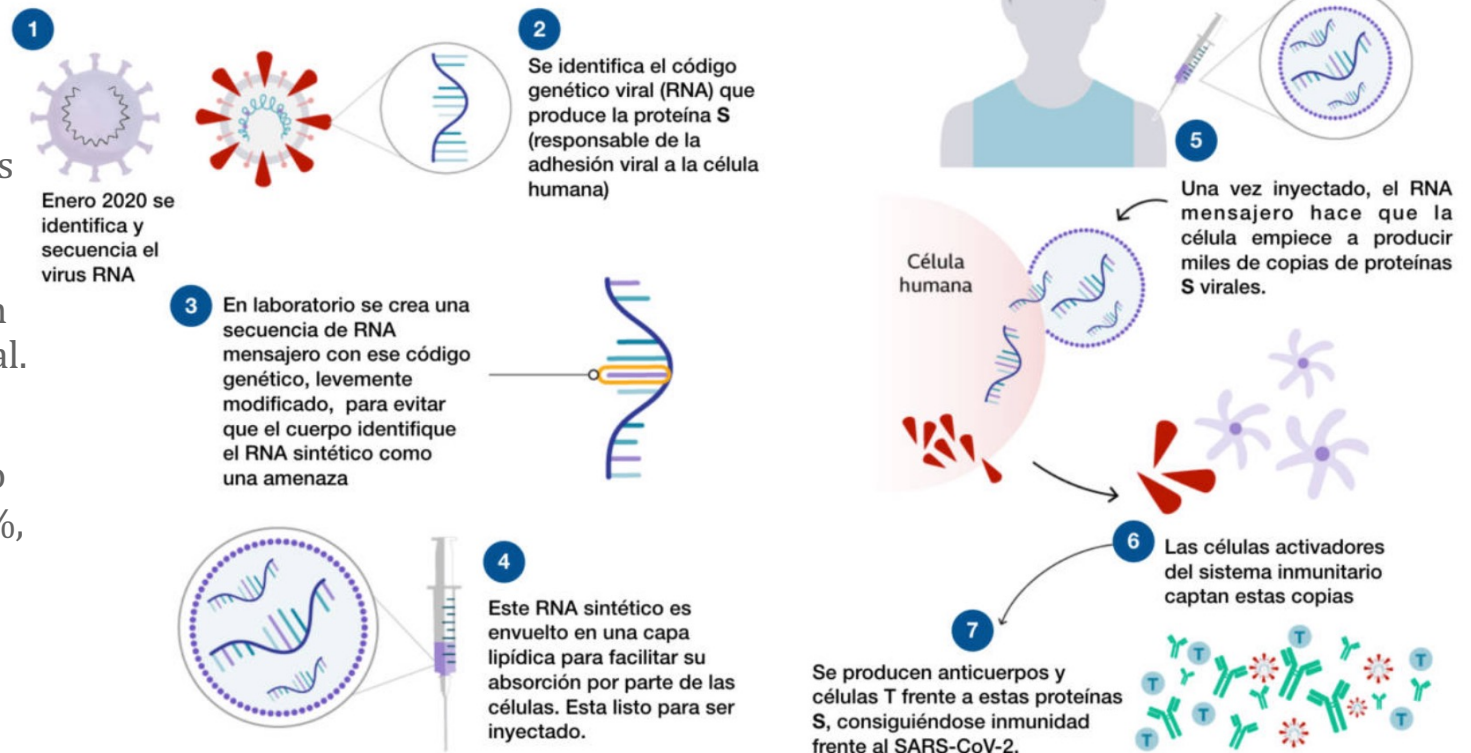 1
Enero 2020 se
identifica y
secuencia el
virus RNA
2
Se identifica el código
genético viral (RNA) que
produce la proteína S
(responsable de la
adhesión viral a la célula
humana)
3
En laboratorio se crea una
secuencia de RNA
mensajero con ese código
genético, levemente
modificado, para evitar
que el cuerpo identifique
el RNA sintético como
una amenaza
4
Este RNA sintético es
envuelto en una capa
lipídica para facilitar su
absorción por parte de las
células. Esta listo para ser
inyectado.
5
Una vez inyectado, el RNA
mensajero hace que la
célula empiece a producir
miles de copias de proteínas
S virales.
Célula
humana
6
Las células activadores
del sistema inmunitario
captan estas copias
7
Se producen anticuerpos y
células T frente a estas proteínas
S, consiguiéndose inmunidad
frente al SARS-CoV-2.
T
T
T
T
T
T
T